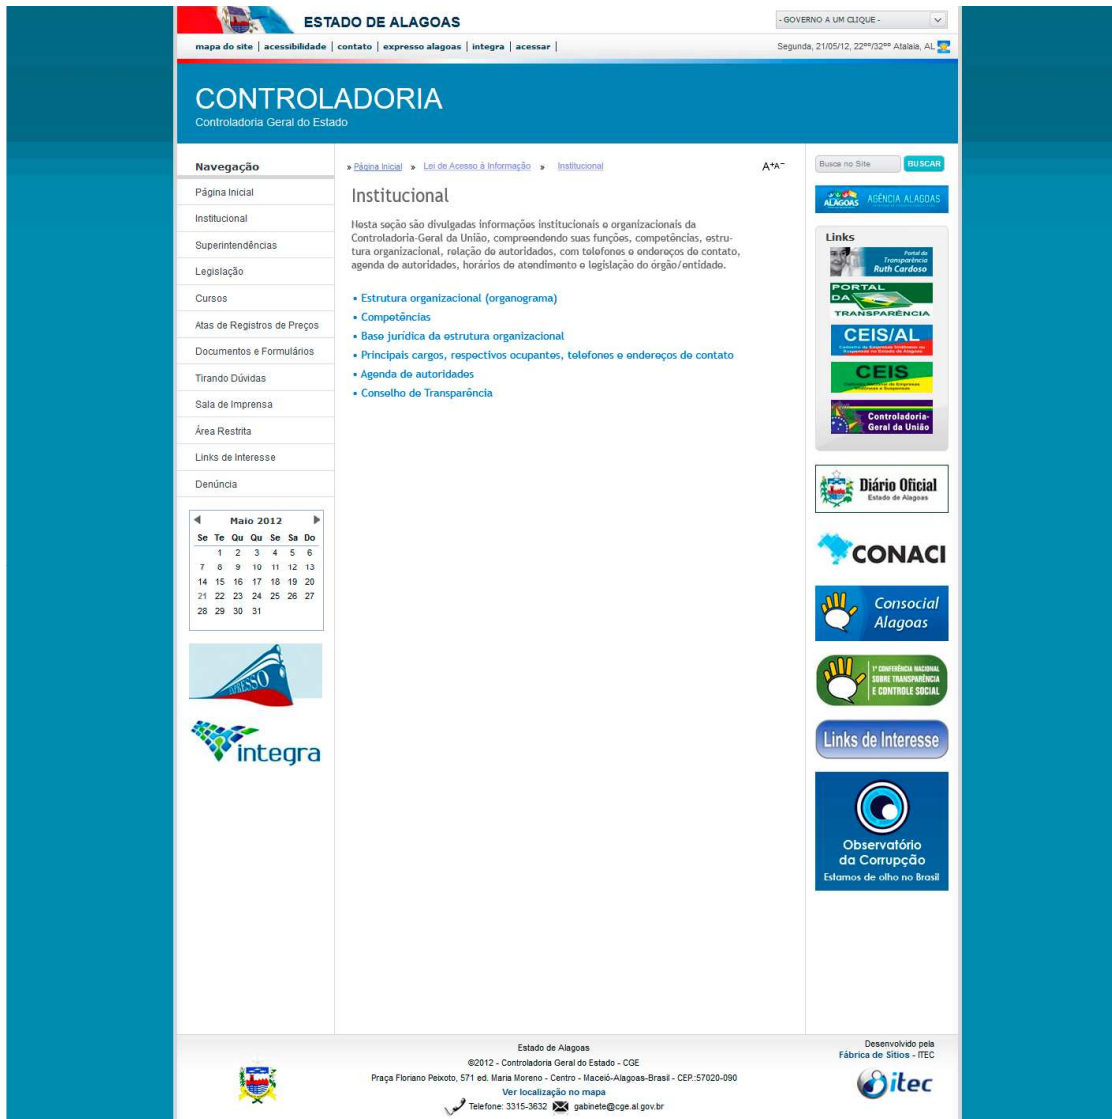 ESTADO DE ALAGOAS
- GOVERNO A UM CLIQUE -
mapa do site | acessibilidade | contato | expresso alagoas | integra | acessar |
Segunda, 21/05/12, 22ºº/32ºº Atalaia, AL
CONTROLADORIA
Controladoria Geral do Estado
Navegação
Página Inicial
Institucional
Superintendências
Legislação
Cursos
Atas de Registros de Preços
Documentos e Formulários
Tirando Dúvidas
Sala de Imprensa
Área Restrita
Links de Interesse
Denúncia
Maio 2012
Se Te Qu Qu Se Sa Do
1 2 3 4 5 6
7 8 9 10 11 12 13
14 15 16 17 18 19 20
21 22 23 24 25 26 27
28 29 30 31
EXPRESSO
integra
» Página Inicial » Lei de Acesso á Informação » Institucional
A+A-
Institucional
Nesta seção são divulgadas informações institucionais e organizacionais da
Controladoria-Geral da União, compreendendo suas funções, competências, estru-
tura organizacional, relação de autoridades, com telefones e endereços de contato,
agenda de autoridades, horários de atendimento e legislação do órgão/entidade.
• Estrutura organizacional (organograma)
• Competências
• Base jurídica da estrutura organizacional
• Principais cargos, respectivos ocupantes, telefones e endereços de contato
• Agenda de autoridades
• Conselho de Transparência
Busca no Site
BUSCAR
ALAGOAS
AGÊNCIA ALAGOAS
Links
Portal da
Transparência
Ruth Cardoso
PORTAL
DA
TRANSPARÊNCIA
CEIS/AL
CEIS
Controladoria-
Geral da União
Diário Oficial
Estado de Alagoas
CONACI
Consocial
Alagoas
1ª CONFERÊNCIA NACIONAL
SOBRE TRANSPARÊNCIA
E CONTROLE SOCIAL
Links de Interesse
Observatório
da Corrupção
Estamos de olho no Brasil
Estado de Alagoas
©2012 - Controladoria Geral do Estado - CGE
Praça Floriano Peixoto, 571 ed. Maria Moreno - Centro - Maceió-Alagoas-Brasil - CEP.:57020-090
Ver localização no mapa
Telefone: 3315-3632 gabinete@cge.al.gov.br
Desenvolvido pela
Fábrica de Sítios - ITEC
itec